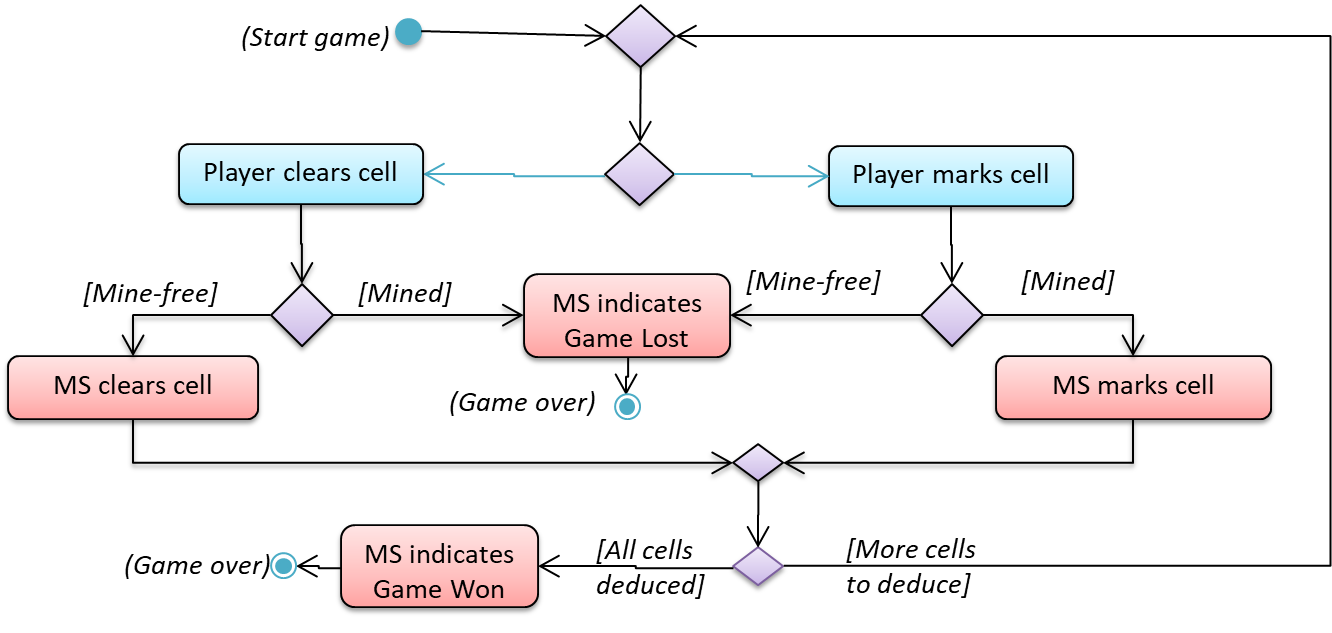 (Start game)
Player clears cell
Player marks cell
[Mine-free]
[Mined]
MS indicates
Game Lost
[Mine-free]
[Mined]
MS clears cell
(Game over)
MS marks cell
(Game over)
MS indicates
Game Won
[All cells
deduced]
[More cells
to deduce]